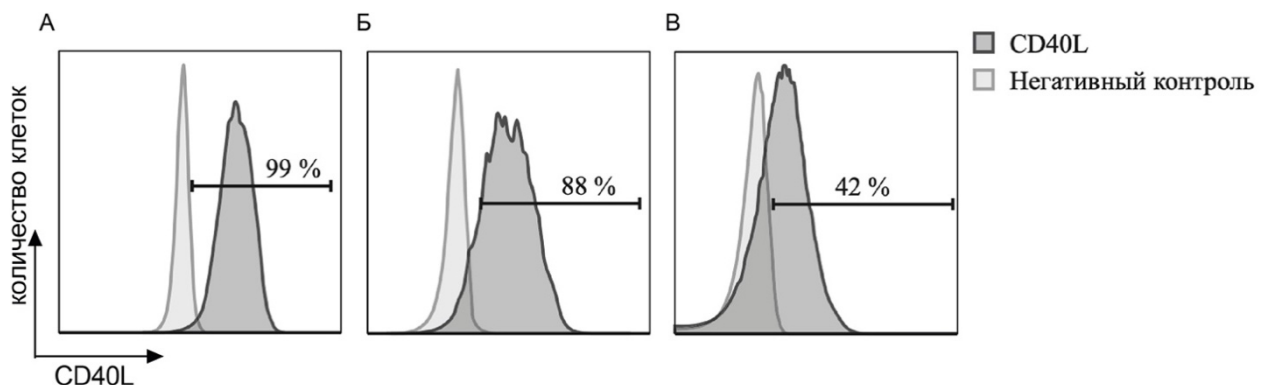 А
Б
В
CD40L
Негативный контроль
99 %
88 %
42 %
количество клеток
CD40L